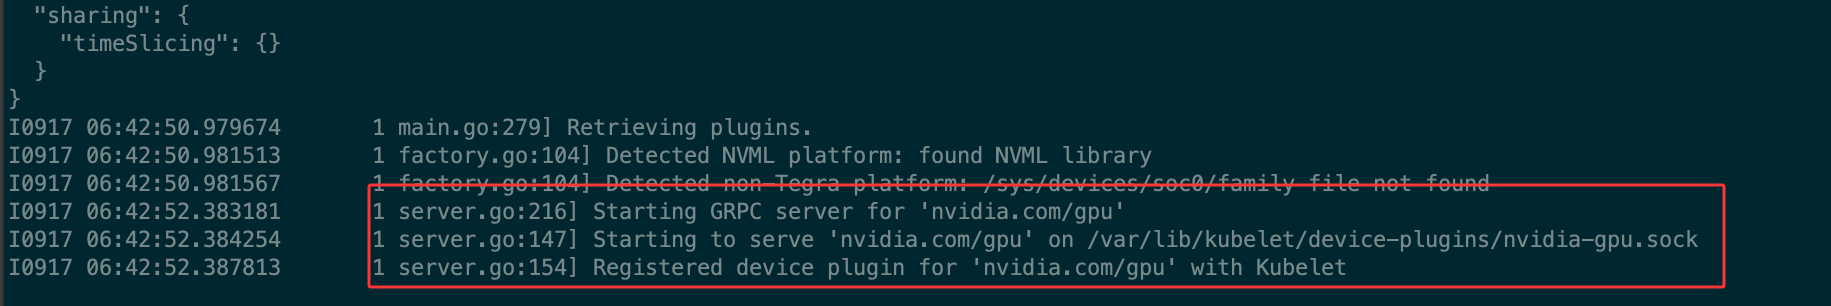 "sharing": {
"timeSlicing": {}
}
}
I0917 06:42:50.979674 1 main.go:279] Retrieving plugins.
I0917 06:42:50.981513 1 factory.go:104] Detected NVML platform: found NVML library
I0917 06:42:50.981567 1 factory.go:104] Detected non-Tegra platform: /sys/devices/soc0/family file not found
I0917 06:42:52.383181 1 server.go:216] Starting GRPC server for 'nvidia.com/gpu'
I0917 06:42:52.384254 1 server.go:147] Starting to serve 'nvidia.com/gpu' on /var/lib/kubelet/device-plugins/nvidia-gpu.sock
I0917 06:42:52.387813 1 server.go:154] Registered device plugin for 'nvidia.com/gpu' with Kubelet